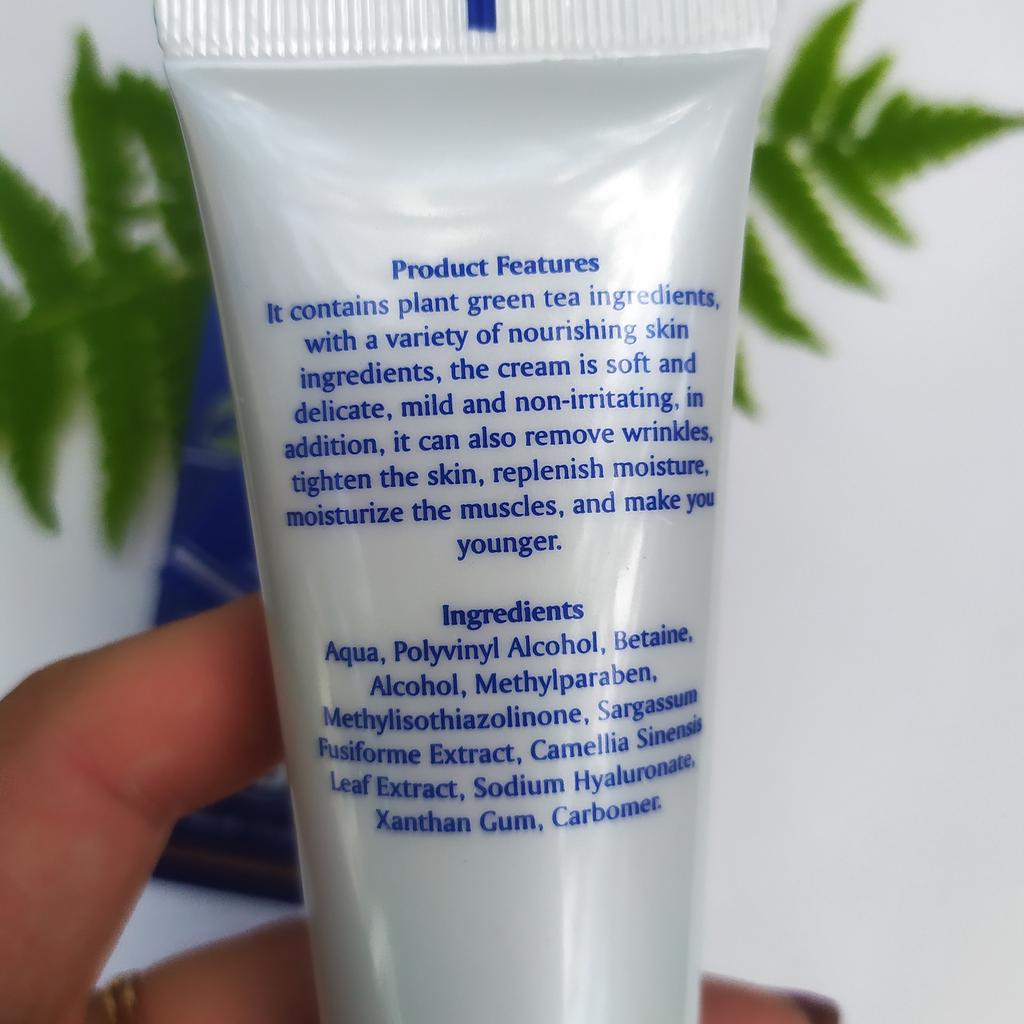 Product Features
It contains plant green tea ingredients,
with a variety of nourishing skin
ingredients, the cream is soft and
delicate, mild and non-irritating, in
addition, it can also remove wrinkles,
tighten the skin, replenish moisture,
moisturize the muscles, and make you
younger.
Ingredients
Aqua, Polyvinyl Alcohol, Betaine,
Alcohol, Methylparaben,
Methylisothiazolinone, Sargassum
Fusiforme Extract, Camellia Sinensis
Leaf Extract, Sodium Hyaluronate,
Xanthan Gum, Carbomer.